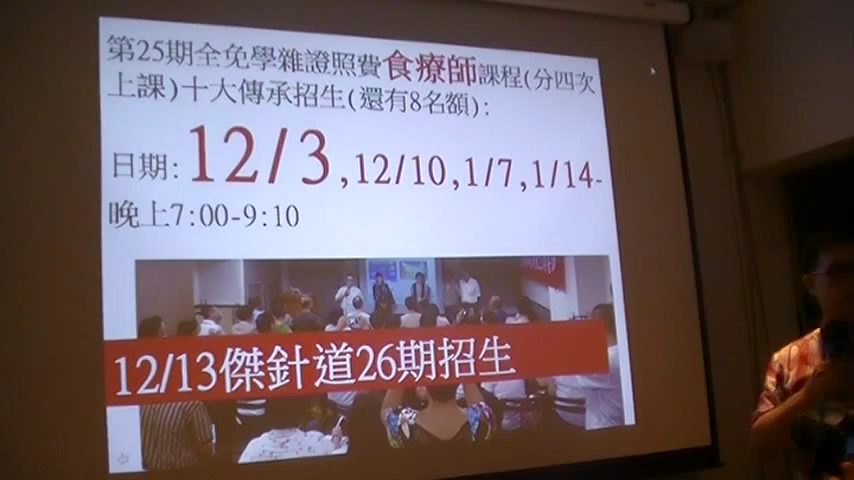 第25期全免學雜證照費食療師課程(分四次
上課)十大傳承招生(還有8名額):
日期: 12/3,12/10,1/7,1/14-
晚上7:00-9:10
12/13傑針道26期招生